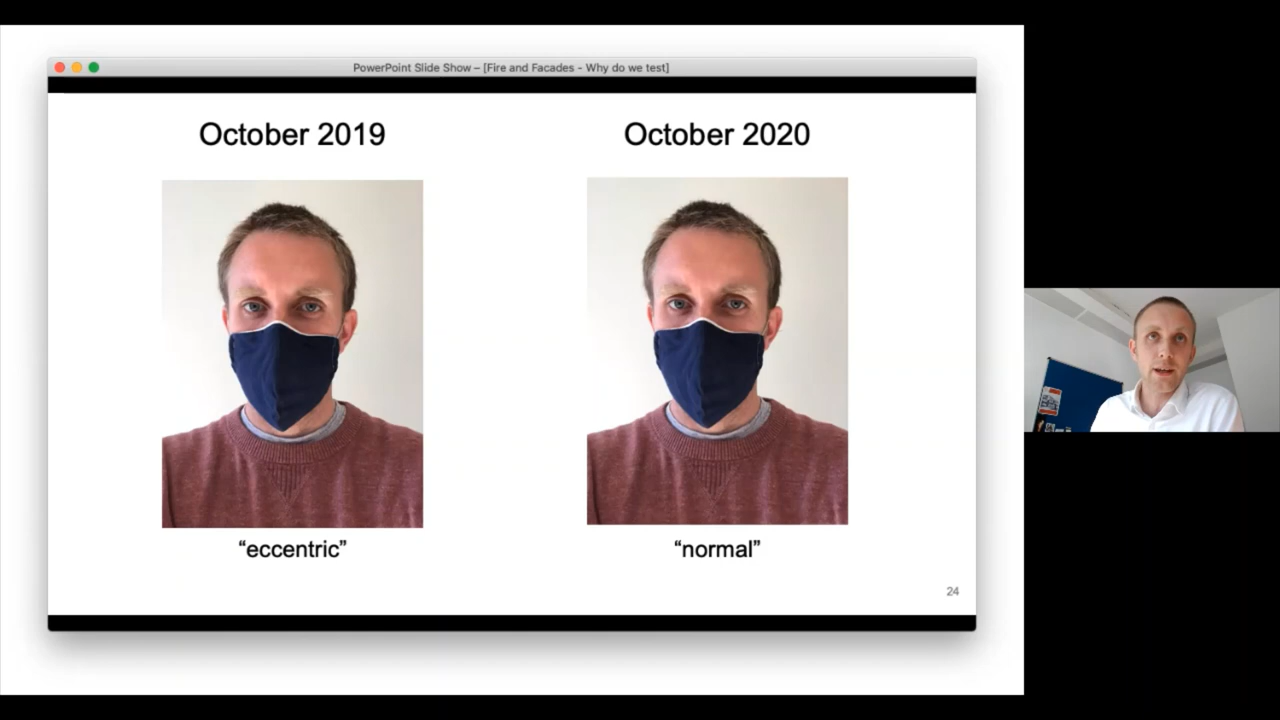 PowerPoint Slide Show – [Fire and Facades - Why do we test]
October 2019
October 2020
“eccentric”
“normal”
24